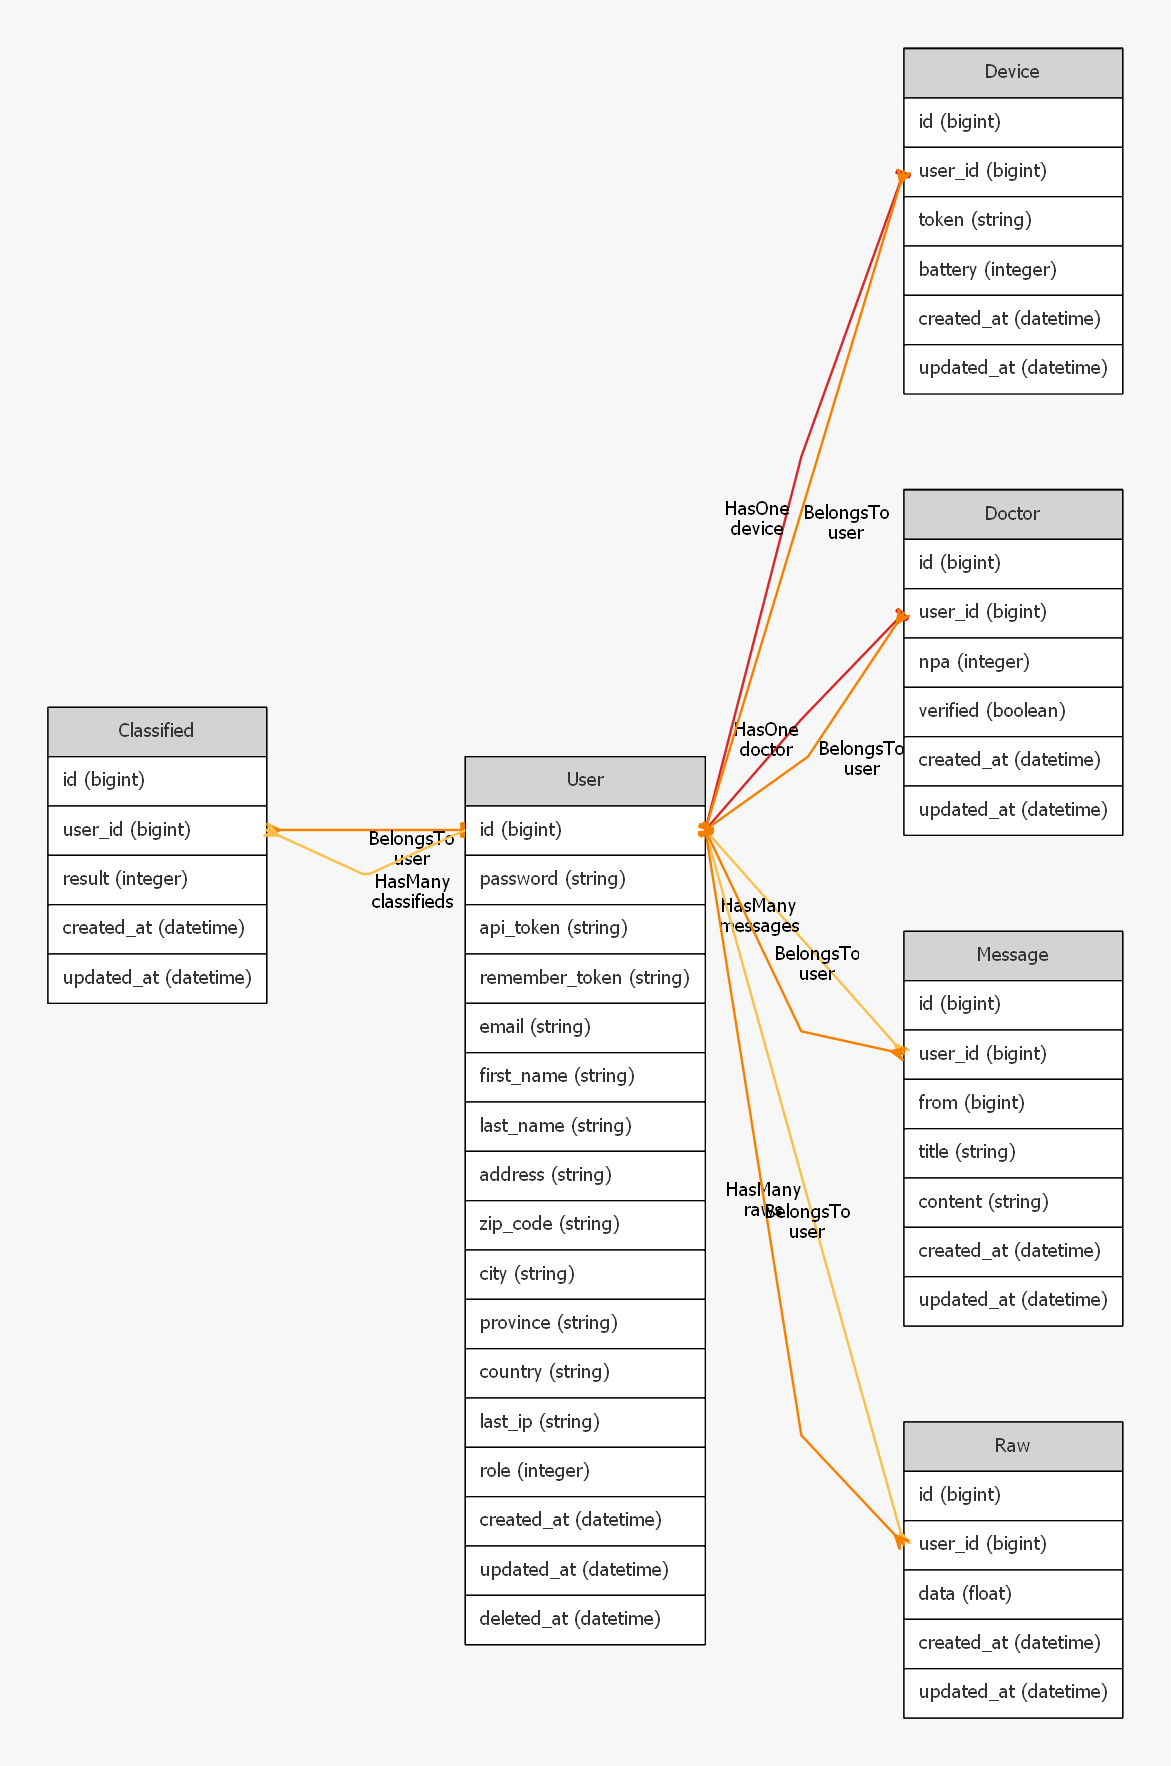 Device
id (bigint)
user_id (bigint)
token (string)
battery (integer)
created_at (datetime)
updated_at (datetime)
HasOne
device
BelongsTo
user
Doctor
id (bigint)
user_id (bigint)
npa (integer)
verified (boolean)
created_at (datetime)
updated_at (datetime)
HasOne
doctor
BelongsTo
user
Classified
id (bigint)
user_id (bigint)
result (integer)
created_at (datetime)
updated_at (datetime)
BelongsTo
user
HasMany
classifieds
User
id (bigint)
password (string)
api_token (string)
remember_token (string)
email (string)
first_name (string)
last_name (string)
address (string)
zip_code (string)
city (string)
province (string)
country (string)
last_ip (string)
role (integer)
created_at (datetime)
updated_at (datetime)
deleted_at (datetime)
HasMany
messages
BelongsTo
user
Message
id (bigint)
user_id (bigint)
from (bigint)
title (string)
content (string)
created_at (datetime)
updated_at (datetime)
HasMany
raws
BelongsTo
user
Raw
id (bigint)
user_id (bigint)
data (float)
created_at (datetime)
updated_at (datetime)